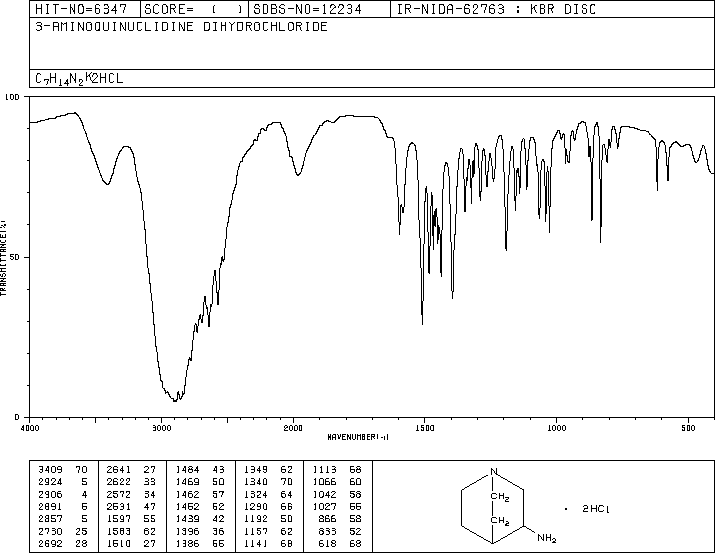 HIT-NO=6347 SCORE= ( ) SDBS-NO=12234 IR-NIDA-62763 : KBR DISC
3-AMINOQUINUCLIDINE DIHYDROCHLORIDE
C7H14N2*2HCL
100
50
0
TRANSMITTANCE(%)
4000 3000 2000 1500 1000 500
WAVENUMBER(-1)
3409 70 2641 27 1484 43 1349 62 1113 68
2924 5 2622 33 1469 50 1340 70 1066 60
2906 4 2572 34 1462 57 1324 64 1042 58
2891 5 2531 47 1452 52 1290 66 1027 55
2857 5 1597 55 1439 42 1192 50 866 58
2730 25 1583 62 1396 36 1157 62 833 52
2692 28 1510 27 1386 66 1141 68 618 68
N
CH2
CH2
NH2
· 2HCl